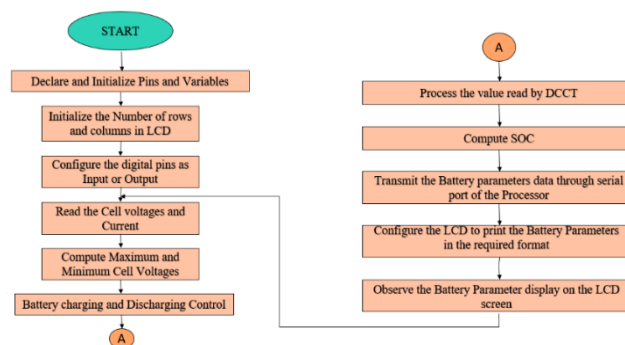 START
Declare and Initialize Pins and Variables
Initialize the Number of rows
and columns in LCD
Configure the digital pins as
Input or Output
Read the Cell voltages and
Current
Compute Maximum and
Minimum Cell Voltages
Battery charging and Discharging Control
A
A
Process the value read by DCCT
Compute SOC
Transmit the Battery parameters data through serial
port of the Processor
Configure the LCD to print the Battery Parameters
in the required format
Observe the Battery Parameter display on the LCD
screen